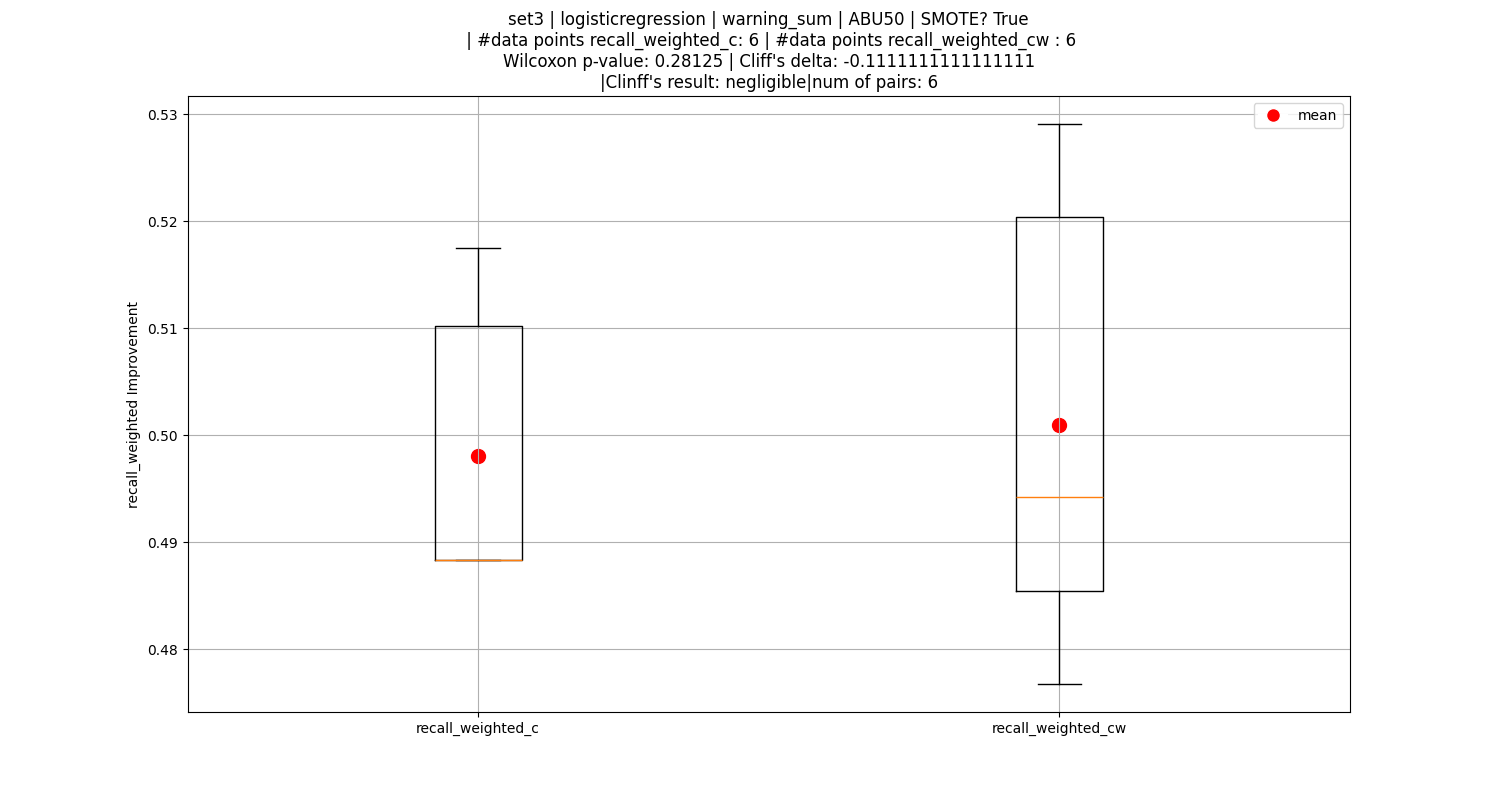 set3 | logisticregression | warning_sum | ABU50 | SMOTE? True
| #data points recall_weighted_c: 6 | #data points recall_weighted_cw : 6
Wilcoxon p-value: 0.28125 | Cliff's delta: -0.1111111111111111
|Clinff's result: negligible|num of pairs: 6
mean
recall_weighted Improvement
0.53
0.52
0.51
0.50
0.49
0.48
recall_weighted_c
recall_weighted_cw